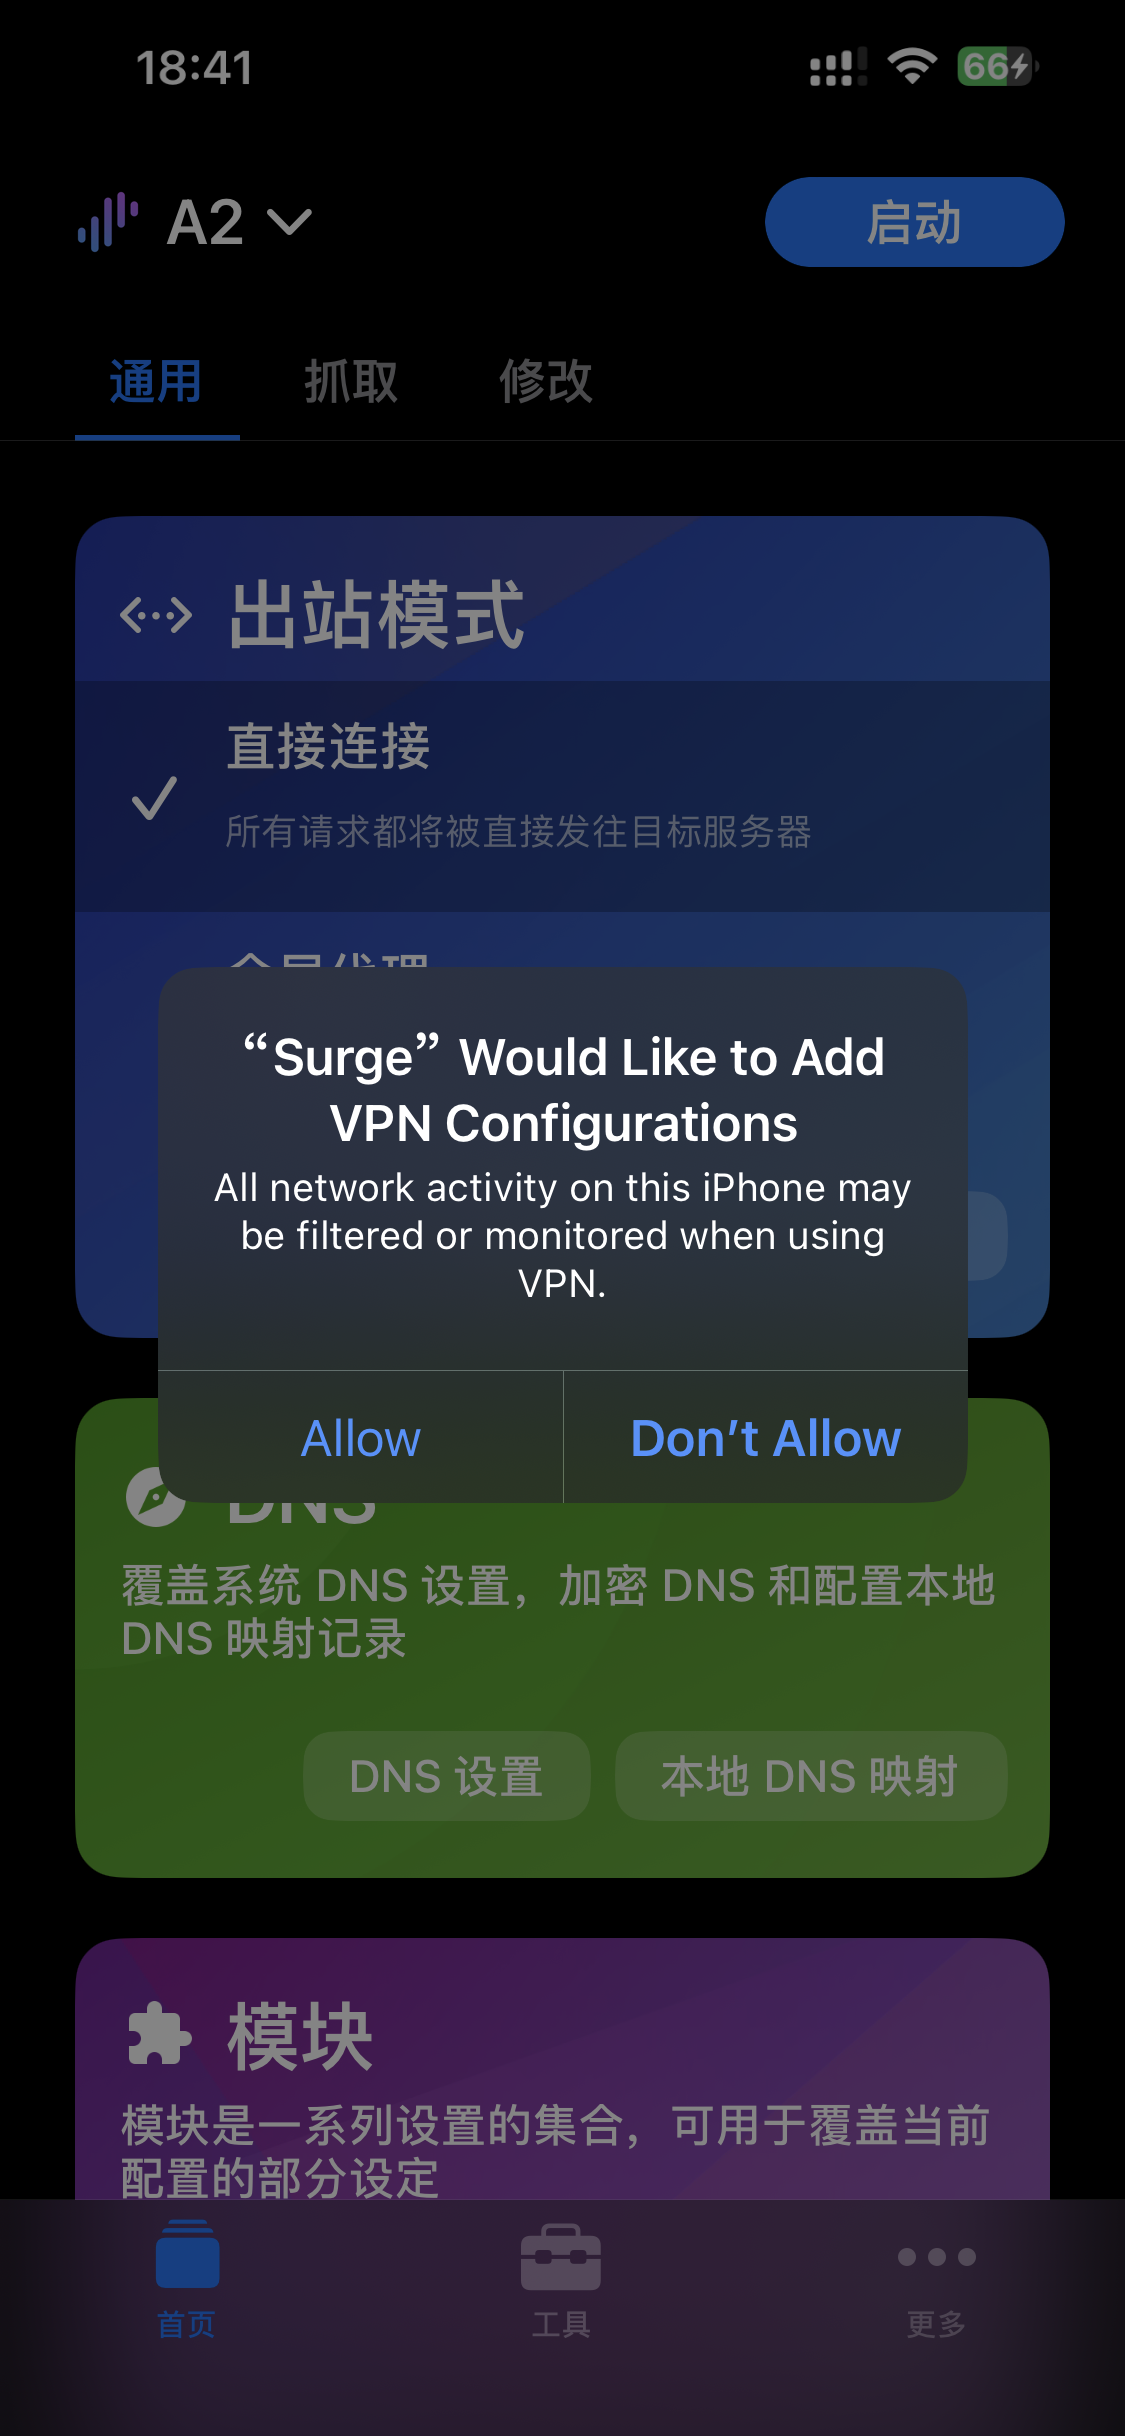 18:41
66
A2
启动
通用
抓取
修改
出站模式
直接连接
所有请求都将被直接发往目标服务器
全局代理
“Surge” Would Like to Add
VPN Configurations
All network activity on this iPhone may
be filtered or monitored when using
VPN.
Allow
Don’t Allow
DNS
覆盖系统 DNS 设置，加密 DNS 和配置本地
DNS 映射记录
DNS 设置
本地 DNS 映射
模块
模块是一系列设置的集合，可用于覆盖当前
配置的部分设定
首页
工具
更多